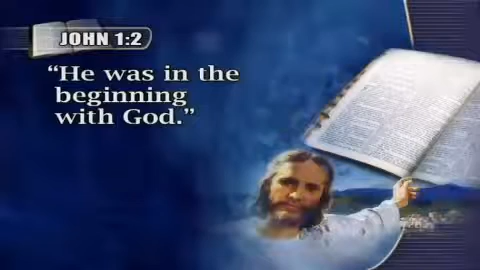 JOHN 1:2
“He was in the
beginning
with God.”